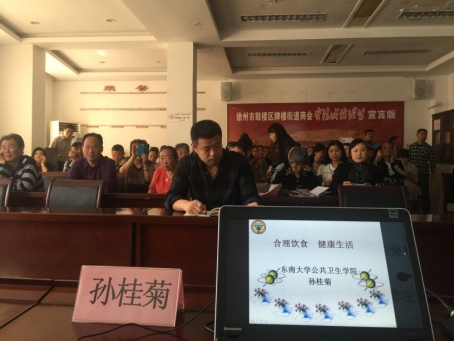 徐州市鼓楼区牌楼街道商会
宣言版
合理饮食 健康生活
东南大学公共卫生学院
孙桂菊
孙桂菊
lenovo